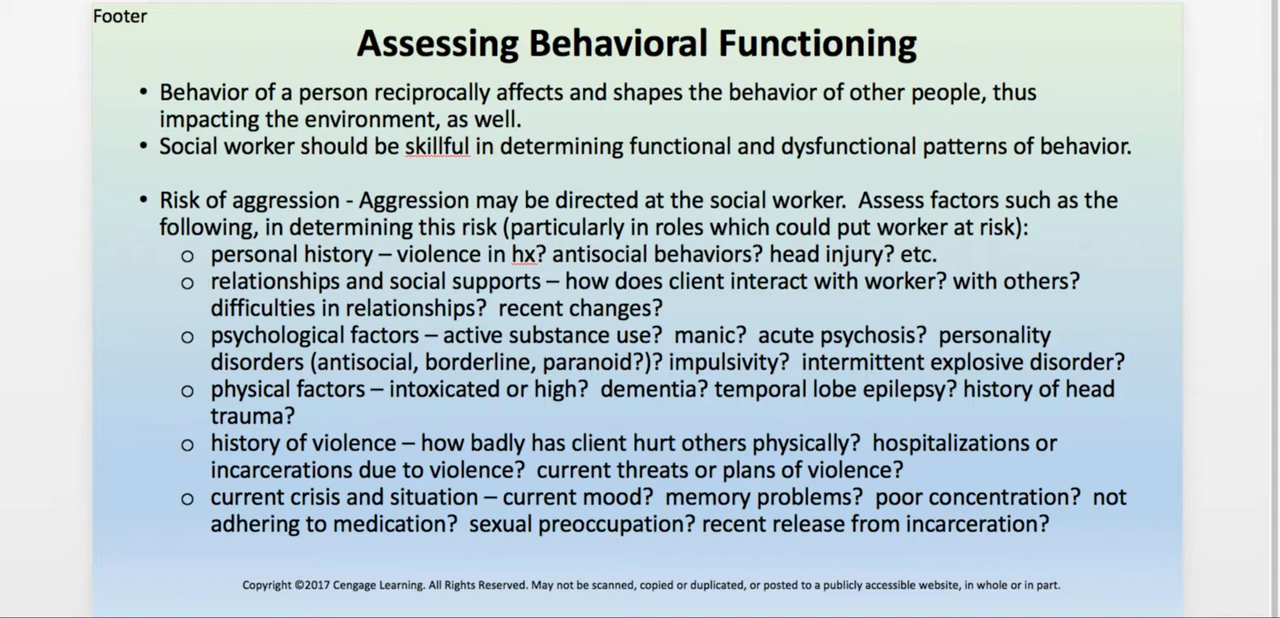 Footer
Assessing Behavioral Functioning
• Behavior of a person reciprocally affects and shapes the behavior of other people, thus
impacting the environment, as well.
• Social worker should be skillful in determining functional and dysfunctional patterns of behavior.
• Risk of aggression - Aggression may be directed at the social worker.  Assess factors such as the
following, in determining this risk (particularly in roles which could put worker at risk):
o personal history – violence in hx? antisocial behaviors? head injury? etc.
o relationships and social supports – how does client interact with worker? with others?
difficulties in relationships?  recent changes?
o psychological factors – active substance use?  manic?  acute psychosis?  personality
disorders (antisocial, borderline, paranoid?)? impulsivity?  intermittent explosive disorder?
o physical factors – intoxicated or high?  dementia? temporal lobe epilepsy? history of head
trauma?
o history of violence – how badly has client hurt others physically?  hospitalizations or
incarcerations due to violence?  current threats or plans of violence?
o current crisis and situation – current mood?  memory problems?  poor concentration?  not
adhering to medication?  sexual preoccupation? recent release from incarceration?
Copyright ©2017 Cengage Learning. All Rights Reserved. May not be scanned, copied or duplicated, or posted to a publicly accessible website, in whole or in part.